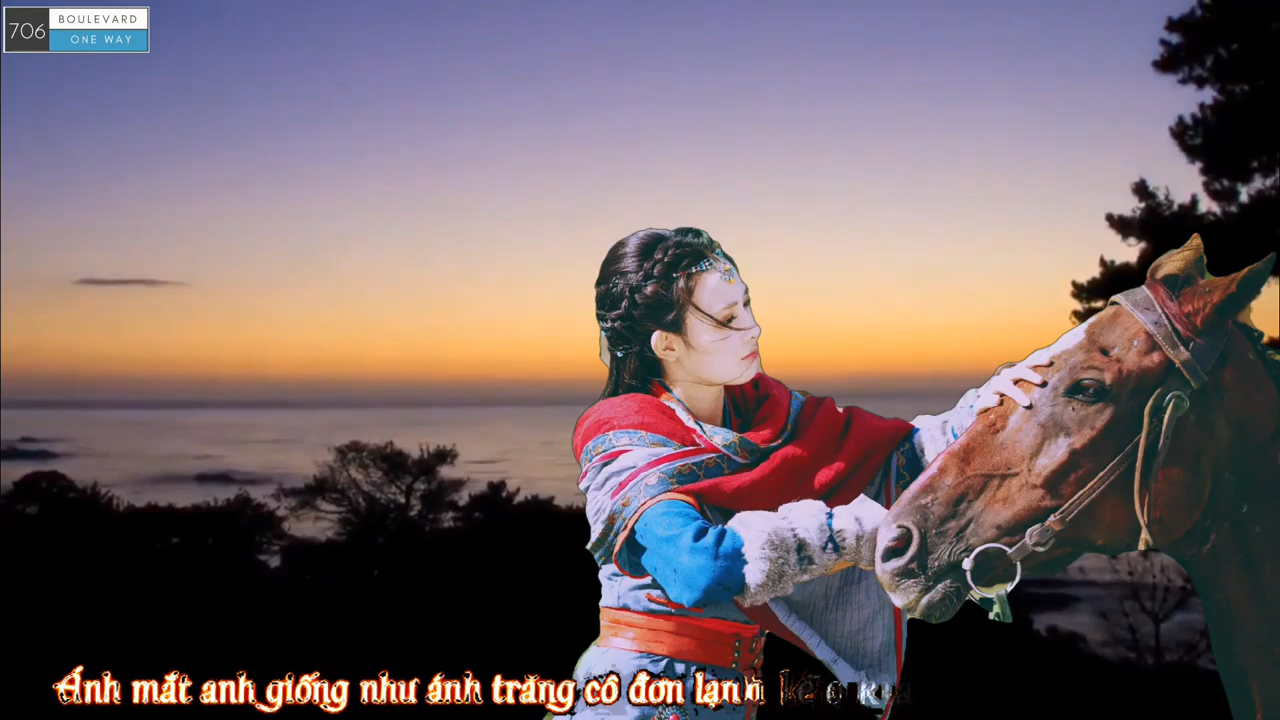 706
BOULEVARD
ONE WAY
Ánh mắt anh giống như ánh trăng cô đơn lạnh